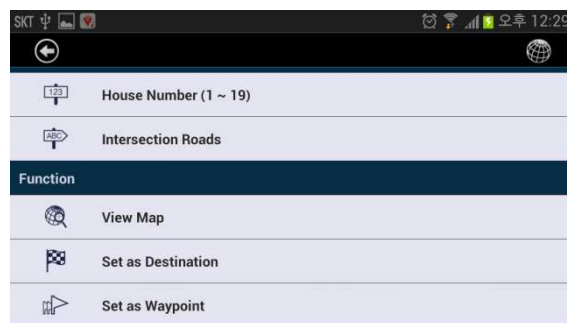 SKT 오후 12:29
123 House Number (1 ~ 19)
ABC Intersection Roads
Function
View Map
Set as Destination
Set as Waypoint